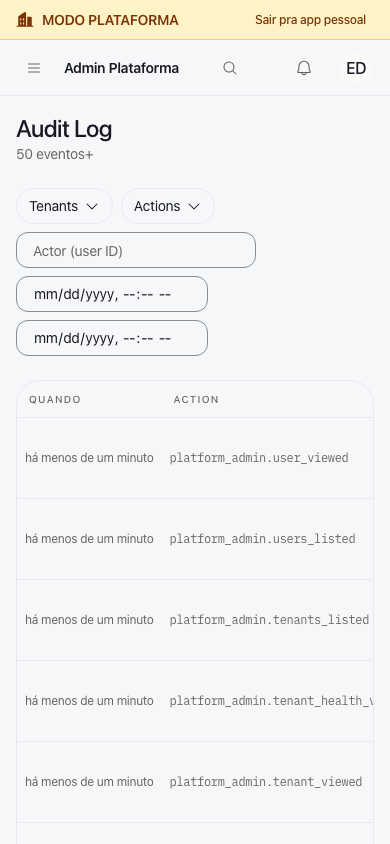 MODO PLATAFORMA
Sair pra app pessoal
Admin Plataforma
ED
Audit Log
50 eventos+
Tenants
Actions
Actor (user ID)
mm/dd/yyyy, --:-- --
mm/dd/yyyy, --:-- --
QUANDO ACTION
há menos de um minuto platform_admin.user_viewed
há menos de um minuto platform_admin.users_listed
há menos de um minuto platform_admin.tenants_listed
há menos de um minuto platform_admin.tenant_health_v
há menos de um minuto platform_admin.tenant_viewed